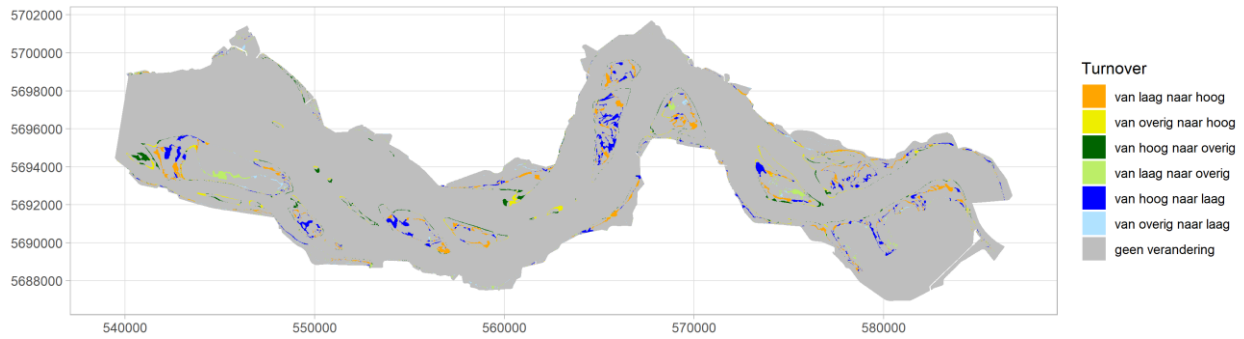 5702000
5700000
5698000
5696000
5694000
5692000
5690000
5688000
540000 550000 560000 570000 580000
Turnover
van laag naar hoog
van overig naar hoog
van hoog naar overig
van laag naar overig
van hoog naar laag
van overig naar laag
geen verandering